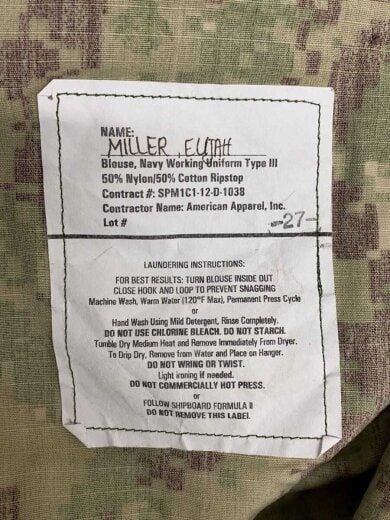 NAME:
MILLER, ELIJAH
Blouse, Navy Working Uniform Type III
50% Nylon/50% Cotton Ripstop
Contract #: SPM1C1-12-D-1038
Contractor Name: American Apparel, Inc.
Lot #
-27-
LAUNDERING INSTRUCTIONS:
FOR BEST RESULTS: TURN BLOUSE INSIDE OUT
CLOSE HOOK AND LOOP TO PREVENT SNAGGING
Machine Wash, Warm Water (120°F Max), Permanent Press Cycle
or
Hand Wash Using Mild Detergent, Rinse Completely.
DO NOT USE CHLORINE BLEACH. DO NOT STARCH.
Tumble Dry Medium Heat and Remove Immediately From Dryer.
To Drip Dry, Remove from Water and Place on Hanger.
DO NOT WRING OR TWIST.
Light ironing if needed.
DO NOT COMMERCIALLY HOT PRESS.
or
FOLLOW SHIPBOARD FORMULA II
DO NOT REMOVE THIS LABEL